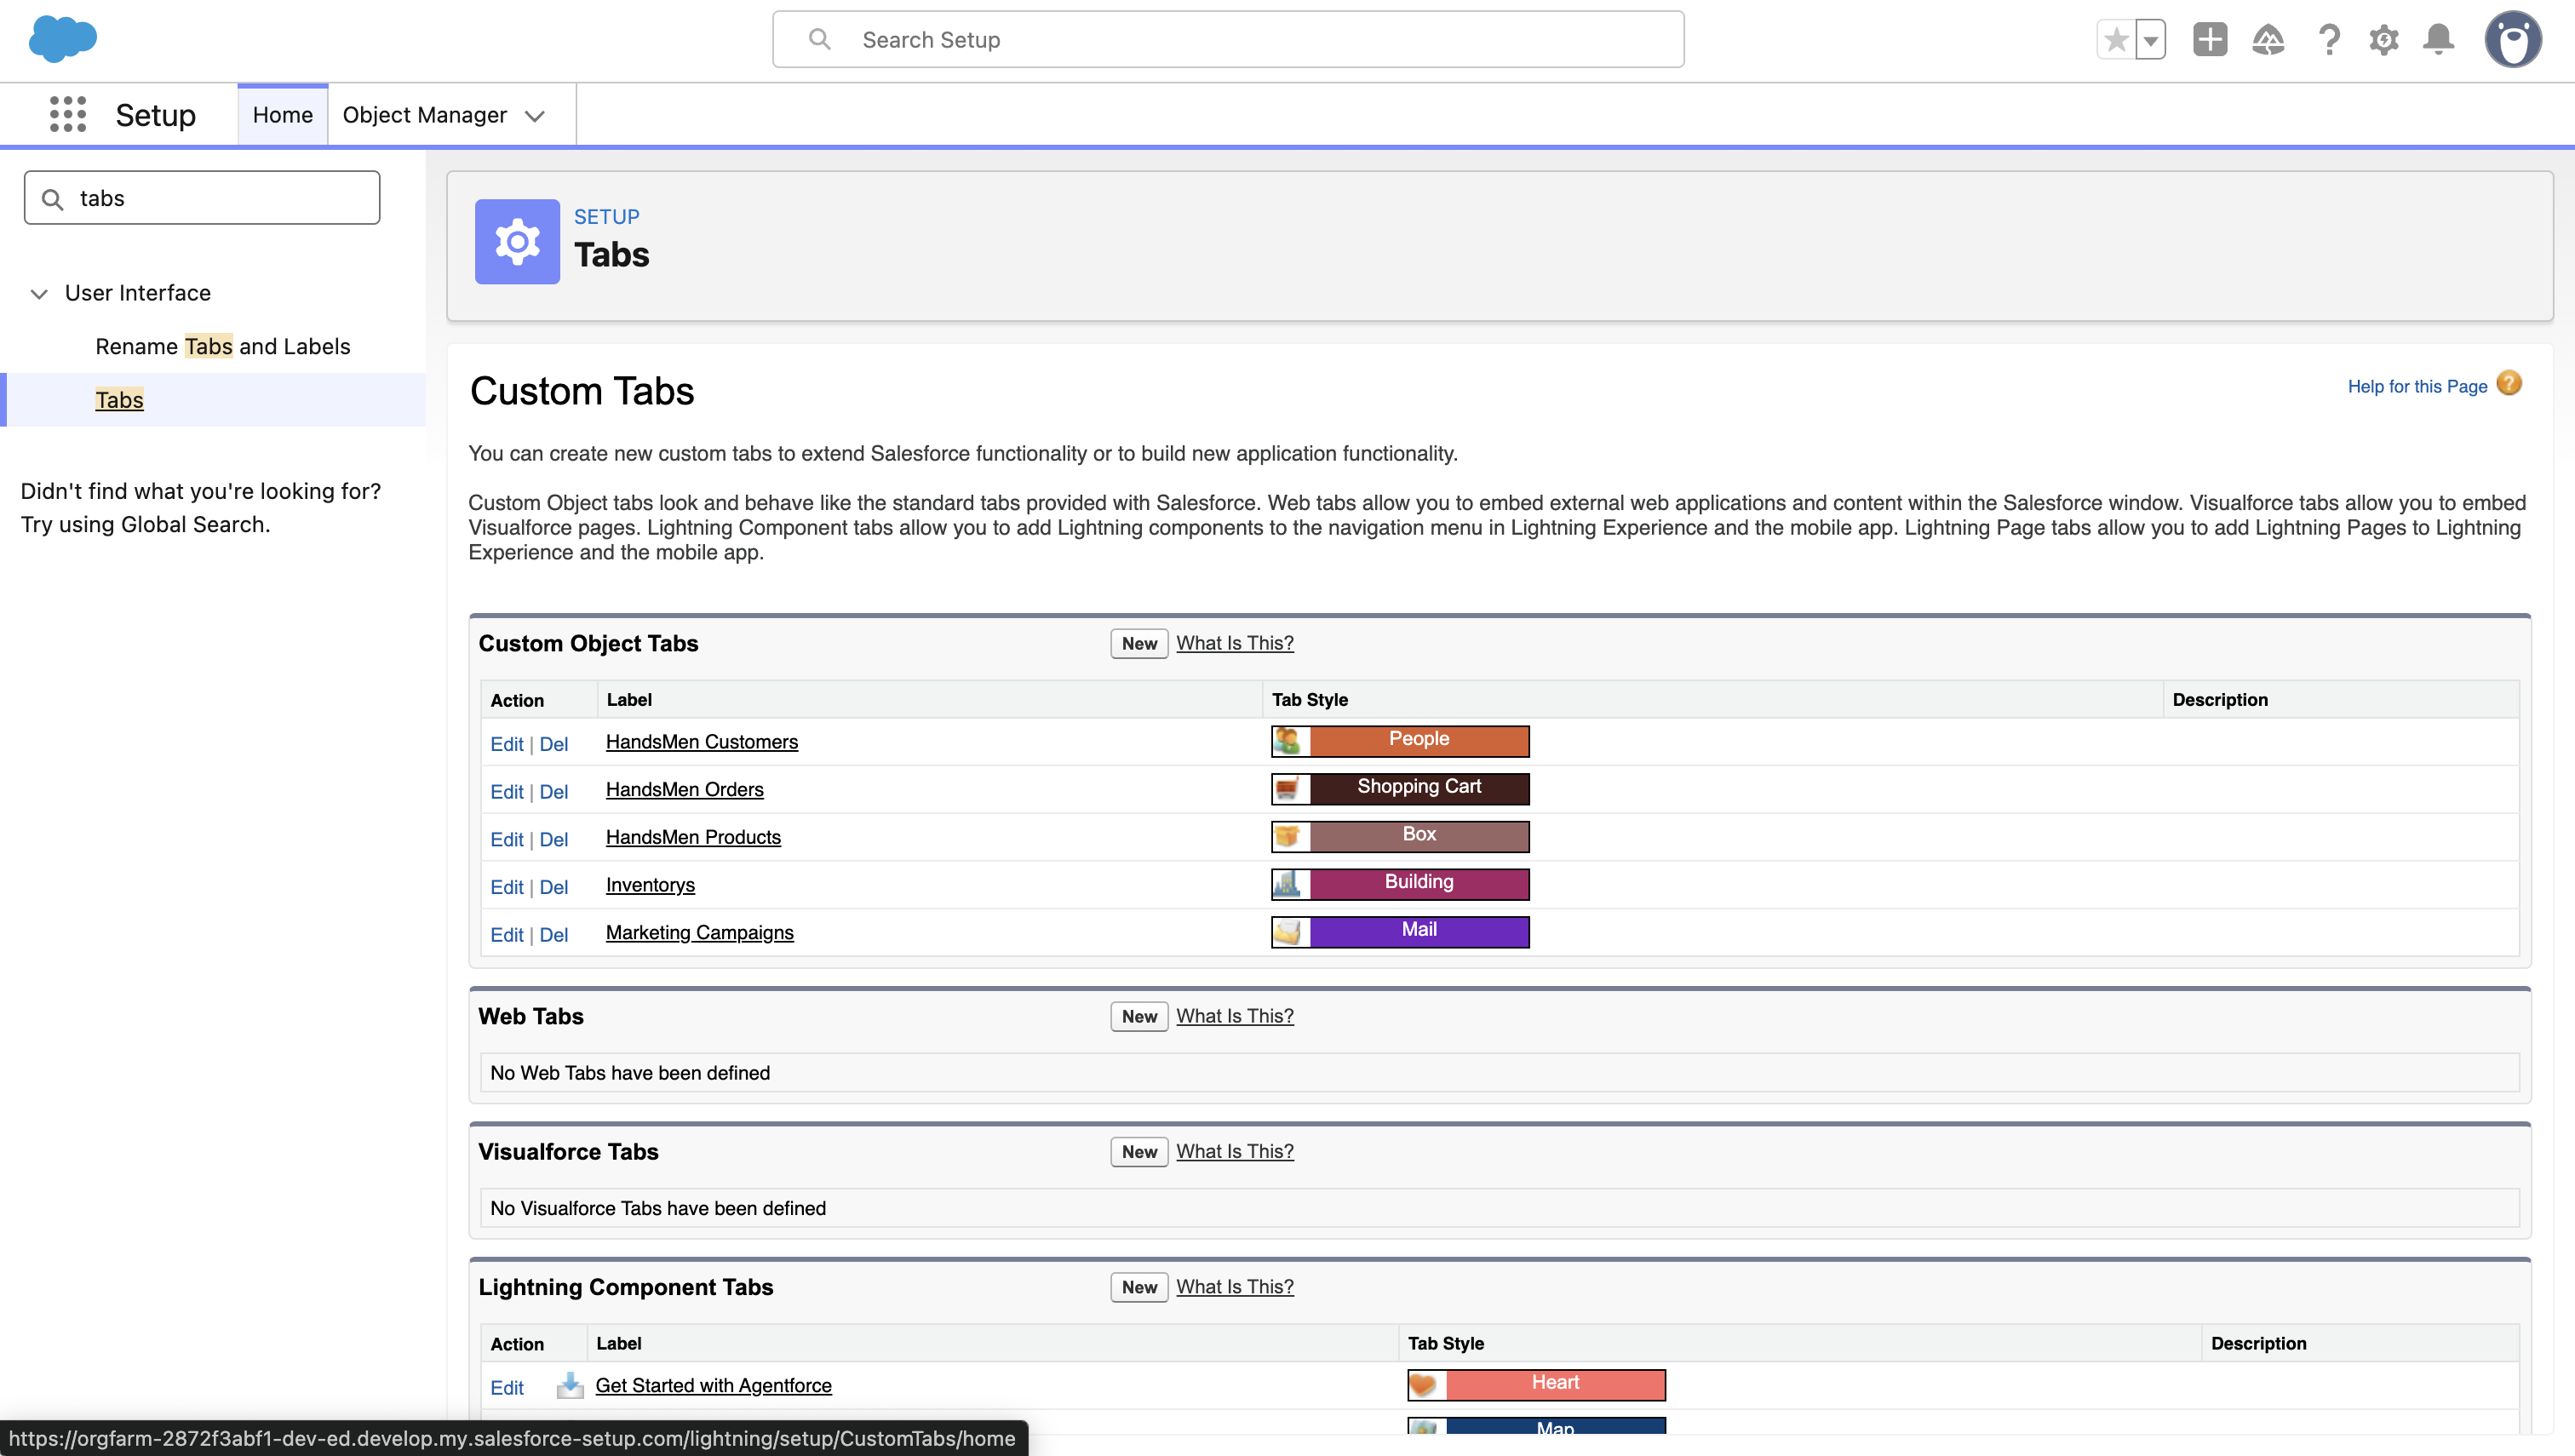 Search Setup
Setup
Home
Object Manager
tabs
User Interface
Rename Tabs and Labels
Tabs
Didn't find what you're looking for?
Try using Global Search.
SETUP
Tabs
Custom Tabs
Help for this Page
You can create new custom tabs to extend Salesforce functionality or to build new application functionality.
Custom Object tabs look and behave like the standard tabs provided with Salesforce. Web tabs allow you to embed external web applications and content within the Salesforce window. Visualforce tabs allow you to embed
Visualforce pages. Lightning Component tabs allow you to add Lightning components to the navigation menu in Lightning Experience and the mobile app. Lightning Page tabs allow you to add Lightning Pages to Lightning
Experience and the mobile app.
Custom Object Tabs New What Is This?
Action Label Tab Style Description
Edit | Del HandsMen Customers People
Edit | Del HandsMen Orders Shopping Cart
Edit | Del HandsMen Products Box
Edit | Del Inventorys Building
Edit | Del Marketing Campaigns Mail
Web Tabs New What Is This?
No Web Tabs have been defined
Visualforce Tabs New What Is This?
No Visualforce Tabs have been defined
Lightning Component Tabs New What Is This?
Action Label Tab Style Description
Edit Get Started with Agentforce Heart
Map
https://orgfarm-2872f3abf1-dev-ed.develop.my.salesforce-setup.com/lightning/setup/CustomTabs/home